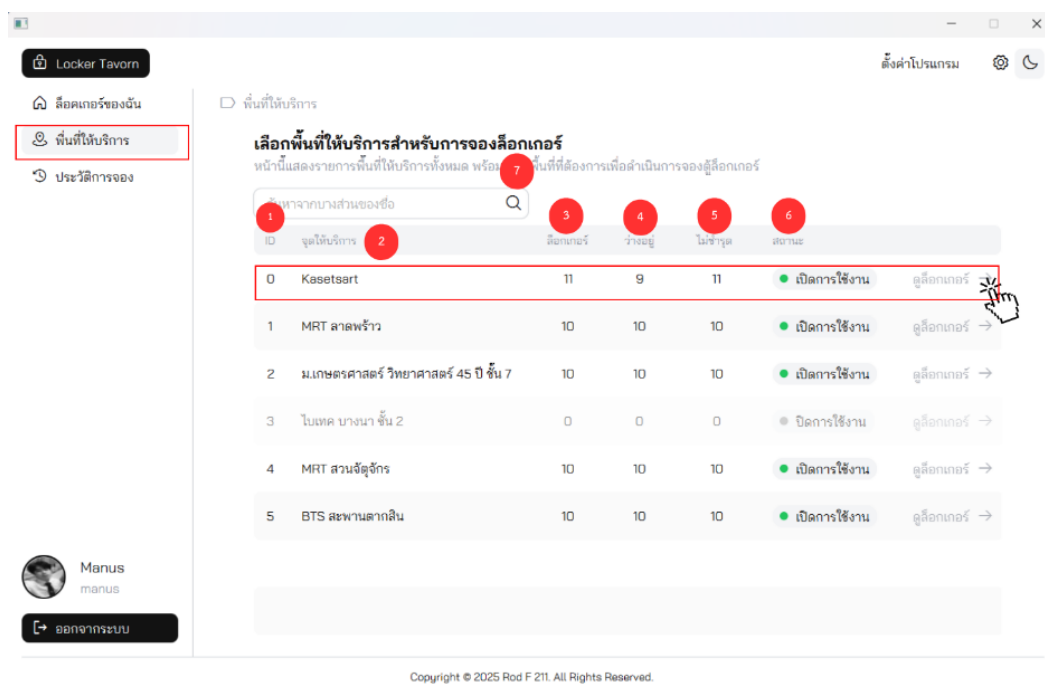 Locker Tavorn
ตั้งค่าโปรแกรม
ล็อคเกอร์ของฉัน
พื้นที่ให้บริการ
ประวัติการจอง
พื้นที่ให้บริการ
เลือกพื้นที่ให้บริการสำหรับการจองล็อกเกอร์
หน้านี้แสดงรายการพื้นที่ให้บริการทั้งหมด พร้อม 7 พื้นที่ที่ต้องการเพื่อดำเนินการจองตู้ล็อกเกอร์
หาจากบางส่วนของชื่อ
1 2 3 4 5 6
ID จุดให้บริการ ล็อกเกอร์ ว่างอยู่ ไม่ชำรุด สถานะ
0 Kasetsart 11 9 11 เปิดการใช้งาน ดูล็อกเกอร์
1 MRT ลาดพร้าว 10 10 10 เปิดการใช้งาน ดูล็อกเกอร์
2 ม.เกษตรศาสตร์ วิทยาศาสตร์ 45 ปี ชั้น 7 10 10 10 เปิดการใช้งาน ดูล็อกเกอร์
3 ไบเทค บางนา ชั้น 2 0 0 0 ปิดการใช้งาน ดูล็อกเกอร์
4 MRT สวนจัตุจักร 10 10 10 เปิดการใช้งาน ดูล็อกเกอร์
5 BTS สะพานตากสิน 10 10 10 เปิดการใช้งาน ดูล็อกเกอร์
Manus
manus
ออกจากระบบ
Copyright © 2025 Rod F 211. All Rights Reserved.